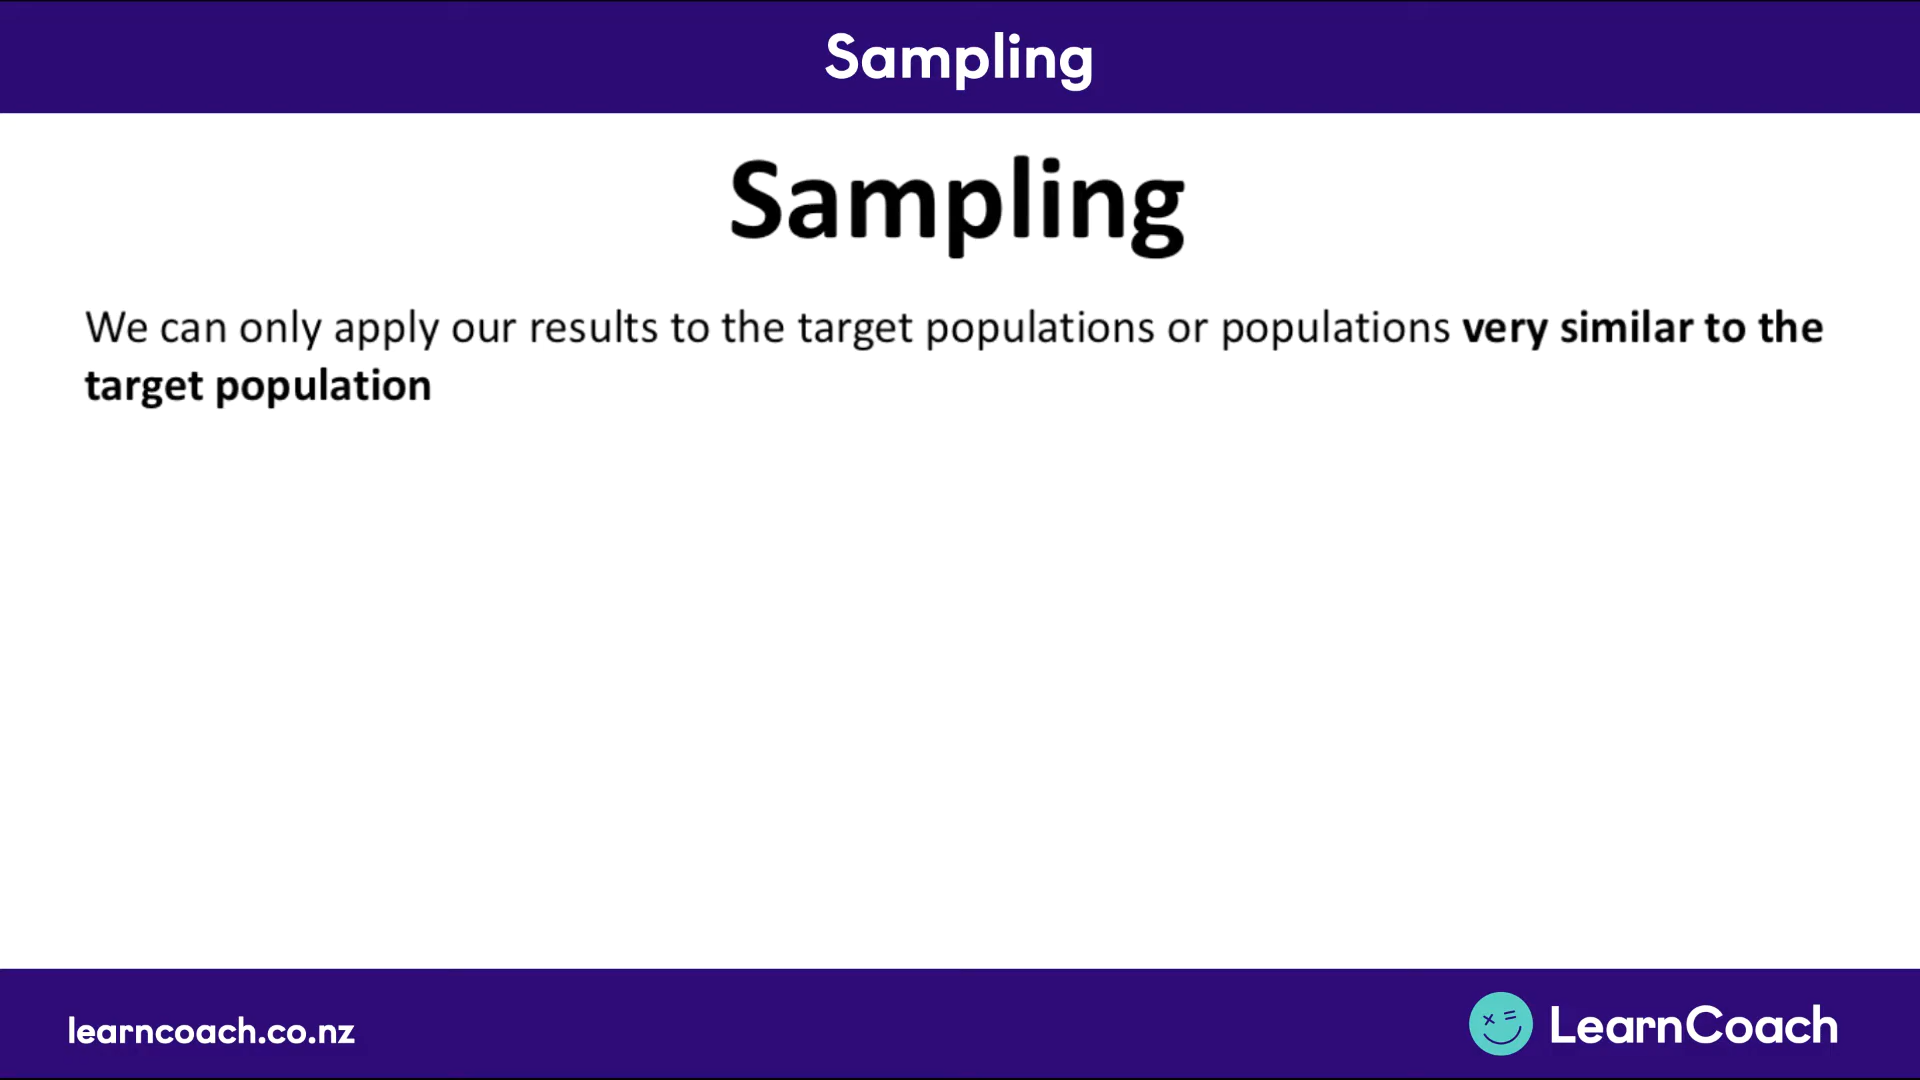 Sampling
Sampling
We can only apply our results to the target populations or populations very similar to the
target population
learncoach.co.nz
LearnCoach